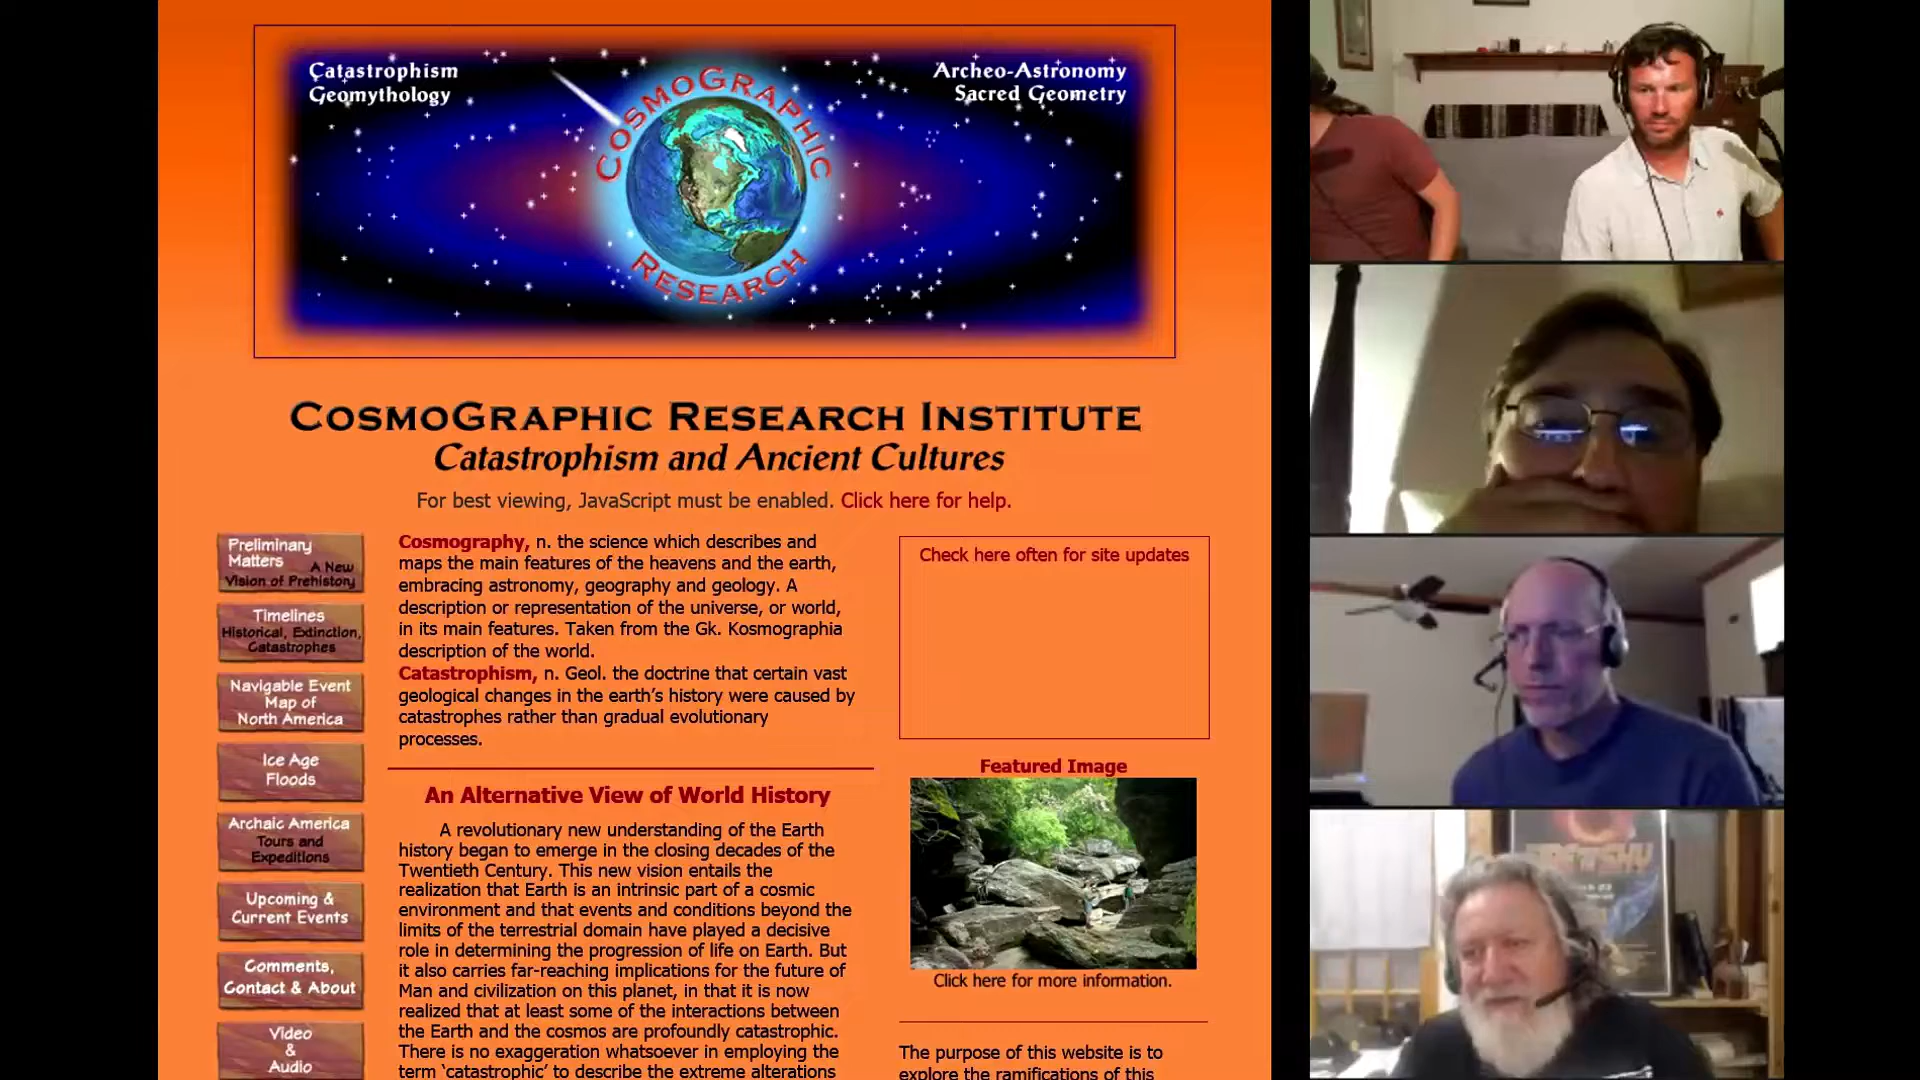 Catastrophism
Geomythology
Archeo-Astronomy
Sacred Geometry
COSMOGRAPHIC
RESEARCH
COSMOGRAPHIC RESEARCH INSTITUTE
Catastrophism and Ancient Cultures
For best viewing, JavaScript must be enabled. Click here for help.
Preliminary
Matters A New
Vision of Prehistory
Timelines
Historical, Extinction,
Catastrophes
Navigable Event
Map of
North America
Ice Age
Floods
Archaic America
Tours and
Expeditions
Upcoming &
Current Events
Comments,
Contact & About
Video
&
Audio
Cosmography, n. the science which describes and
maps the main features of the heavens and the earth,
embracing astronomy, geography and geology. A
description or representation of the universe, or world,
in its main features. Taken from the Gk. Kosmographia
description of the world.
Catastrophism, n. Geol. the doctrine that certain vast
geological changes in the earth's history were caused by
catastrophes rather than gradual evolutionary
processes.
An Alternative View of World History
A revolutionary new understanding of the Earth
history began to emerge in the closing decades of the
Twentieth Century. This new vision entails the
realization that Earth is an intrinsic part of a cosmic
environment and that events and conditions beyond the
limits of the terrestrial domain have played a decisive
role in determining the progression of life on Earth. But
it also carries far-reaching implications for the future of
Man and civilization on this planet, in that it is now
realized that at least some of the interactions between
the Earth and the cosmos are profoundly catastrophic.
There is no exaggeration whatsoever in employing the
term 'catastrophic' to describe the extreme alterations
Check here often for site updates
Featured Image
Click here for more information.
The purpose of this website is to
explore the ramifications of this